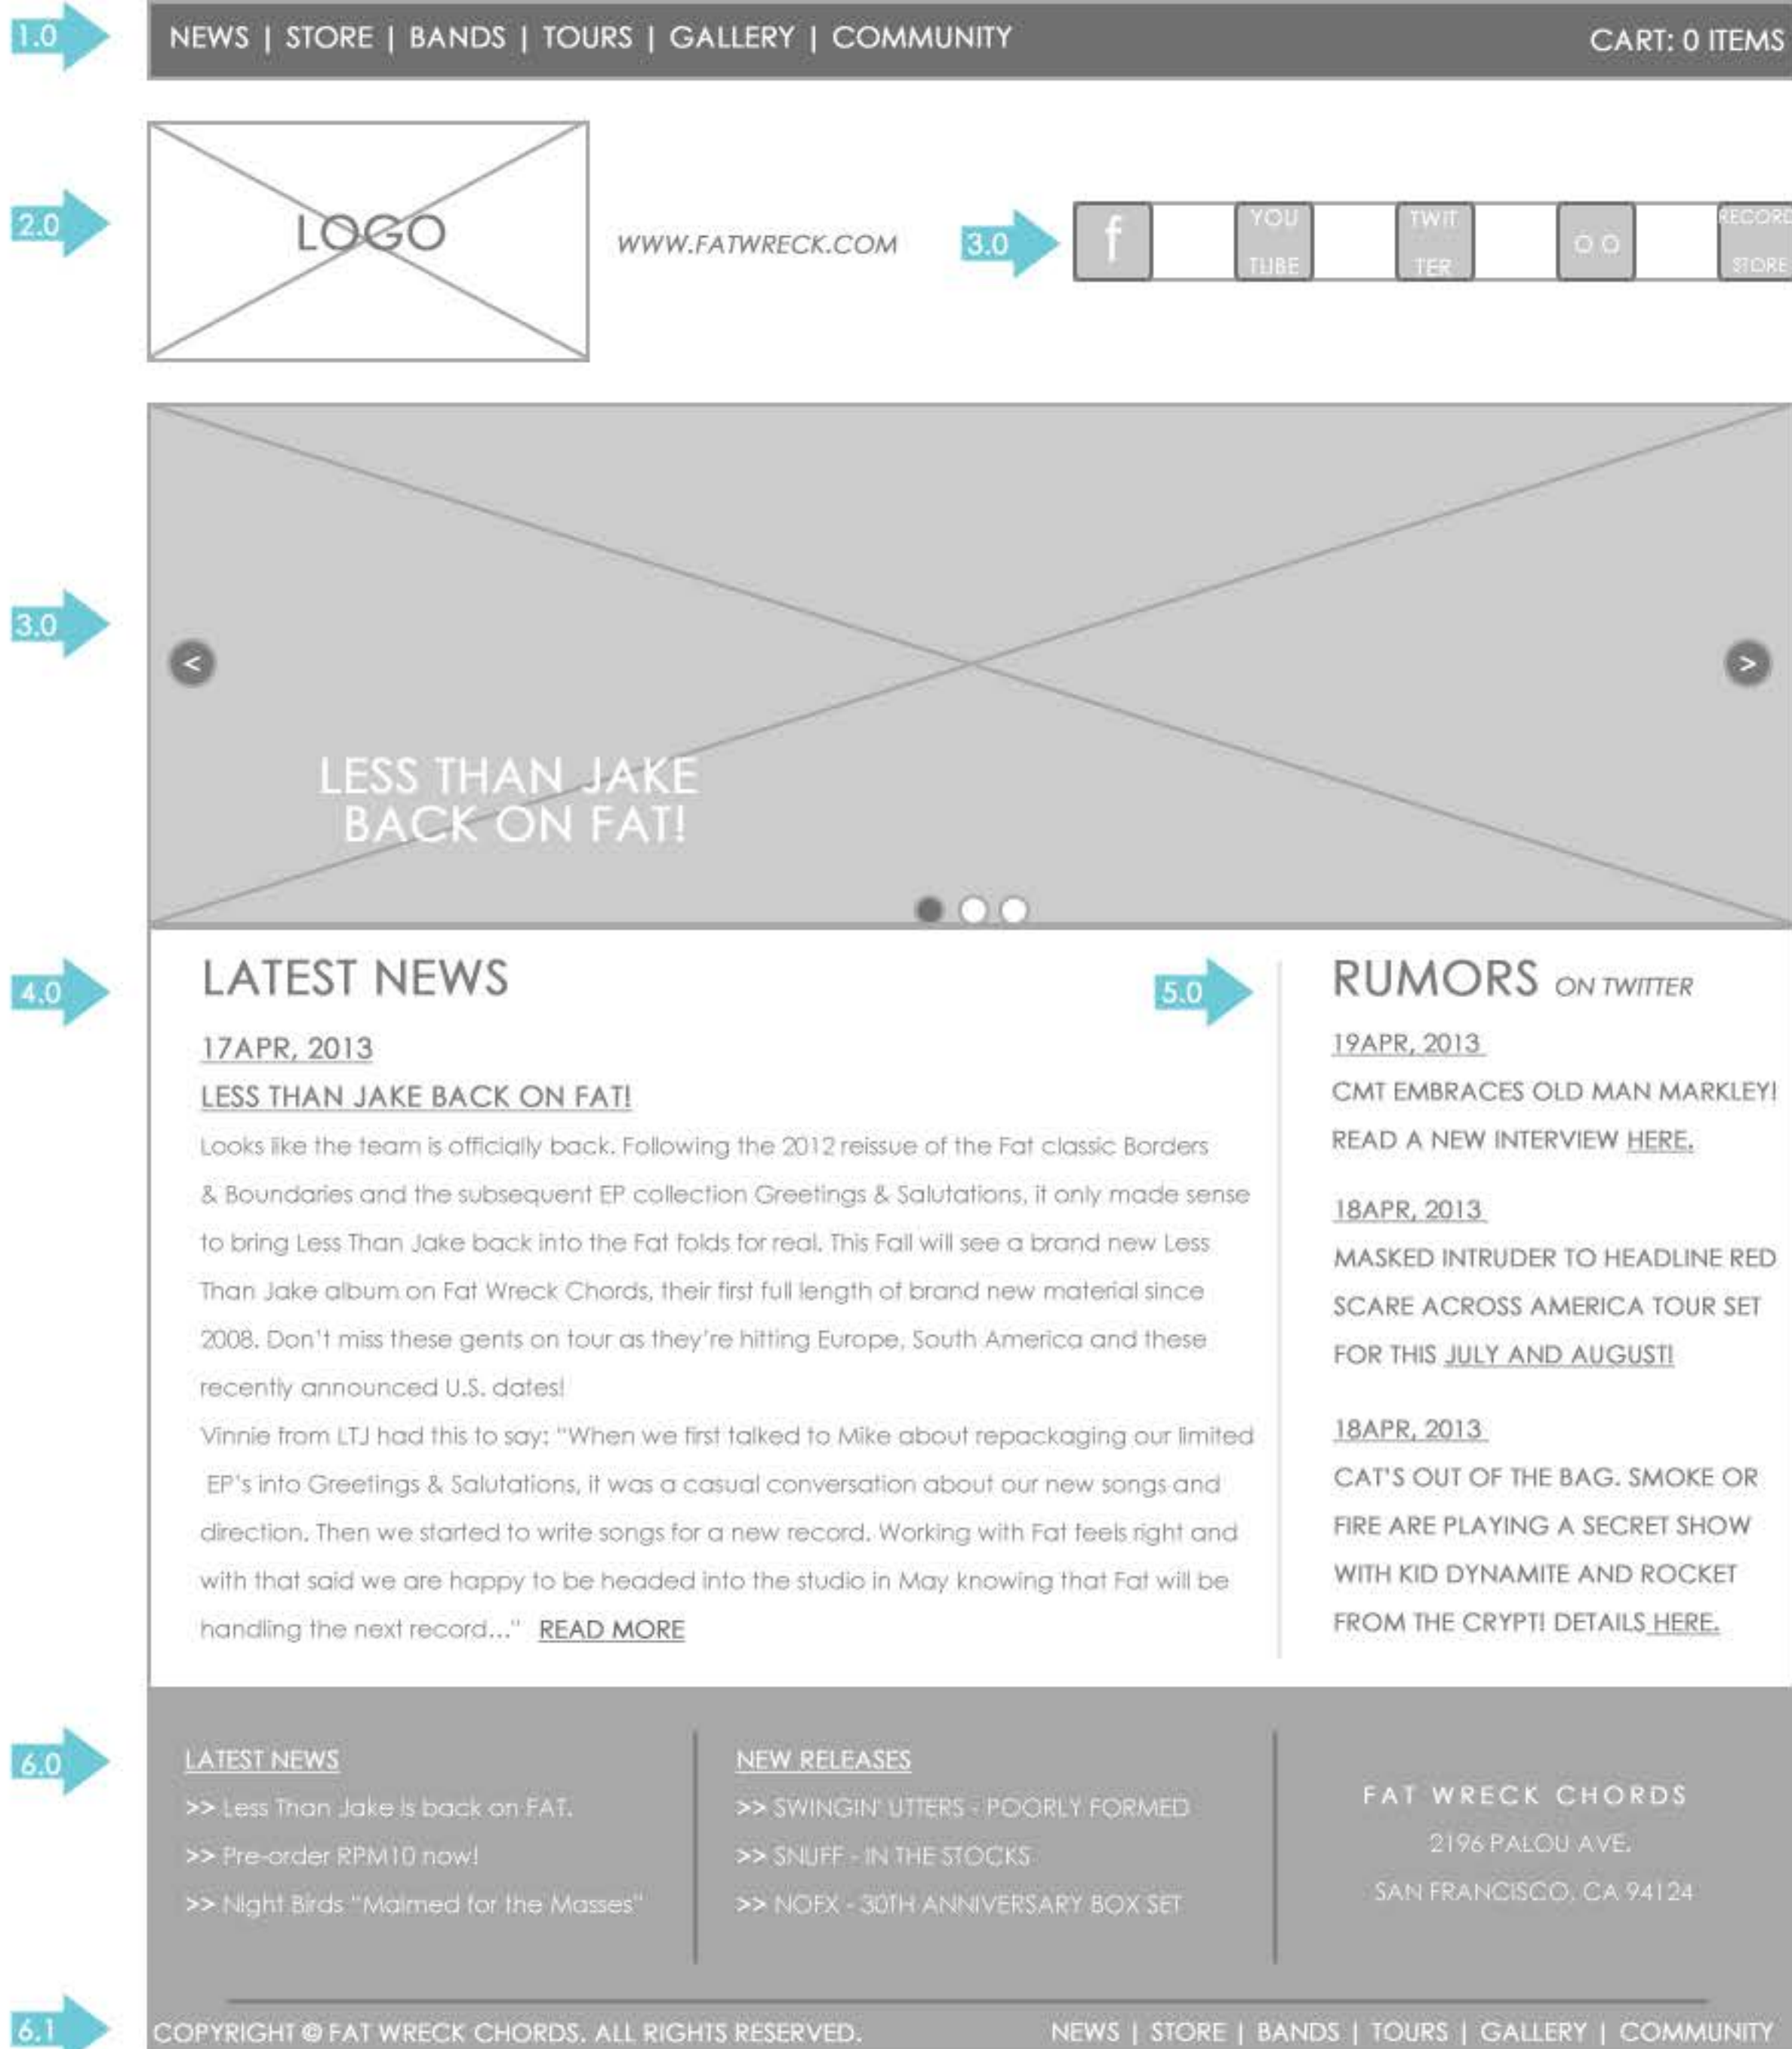 1.0
NEWS | STORE | BANDS | TOURS | GALLERY | COMMUNITY
CART: 0 ITEMS
2.0
LOGO
WWW.FATWRECK.COM
3.0
f
YOU
TUBE
TWIT
TER
o o
RECORD
STORE
3.0
<
>
LESS THAN JAKE
BACK ON FAT!
4.0
LATEST NEWS
17APR, 2013
LESS THAN JAKE BACK ON FAT!
Looks like the team is officially back. Following the 2012 reissue of the Fat classic Borders
& Boundaries and the subsequent EP collection Greetings & Salutations, it only made sense
to bring Less Than Jake back into the Fat folds for real. This Fall will see a brand new Less
Than Jake album on Fat Wreck Chords, their first full length of brand new material since
2008. Don't miss these gents on tour as they're hitting Europe, South America and these
recently announced U.S. dates!
Vinnie from LTJ had this to say: "When we first talked to Mike about repackaging our limited
EP's into Greetings & Salutations, it was a casual conversation about our new songs and
direction. Then we started to write songs for a new record. Working with Fat feels right and
with that said we are happy to be headed into the studio in May knowing that Fat will be
handling the next record..." READ MORE
5.0
RUMORS ON TWITTER
19APR, 2013
CMT EMBRACES OLD MAN MARKLEY!
READ A NEW INTERVIEW HERE.
18APR, 2013
MASKED INTRUDER TO HEADLINE RED
SCARE ACROSS AMERICA TOUR SET
FOR THIS JULY AND AUGUST!
18APR, 2013
CAT'S OUT OF THE BAG. SMOKE OR
FIRE ARE PLAYING A SECRET SHOW
WITH KID DYNAMITE AND ROCKET
FROM THE CRYPT! DETAILS HERE.
6.0
LATEST NEWS
>> Less Than Jake is back on FAT.
>> Pre-order RPM10 now!
>> Night Birds "Maimed for the Masses"
NEW RELEASES
>> SWINGIN' UTTERS - POORLY FORMED
>> SNUFF - IN THE STOCKS
>> NOFX - 30TH ANNIVERSARY BOX SET
FAT WRECK CHORDS
2196 PALOU AVE.
SAN FRANCISCO, CA 94124
6.1
COPYRIGHT © FAT WRECK CHORDS. ALL RIGHTS RESERVED.
NEWS | STORE | BANDS | TOURS | GALLERY | COMMUNITY